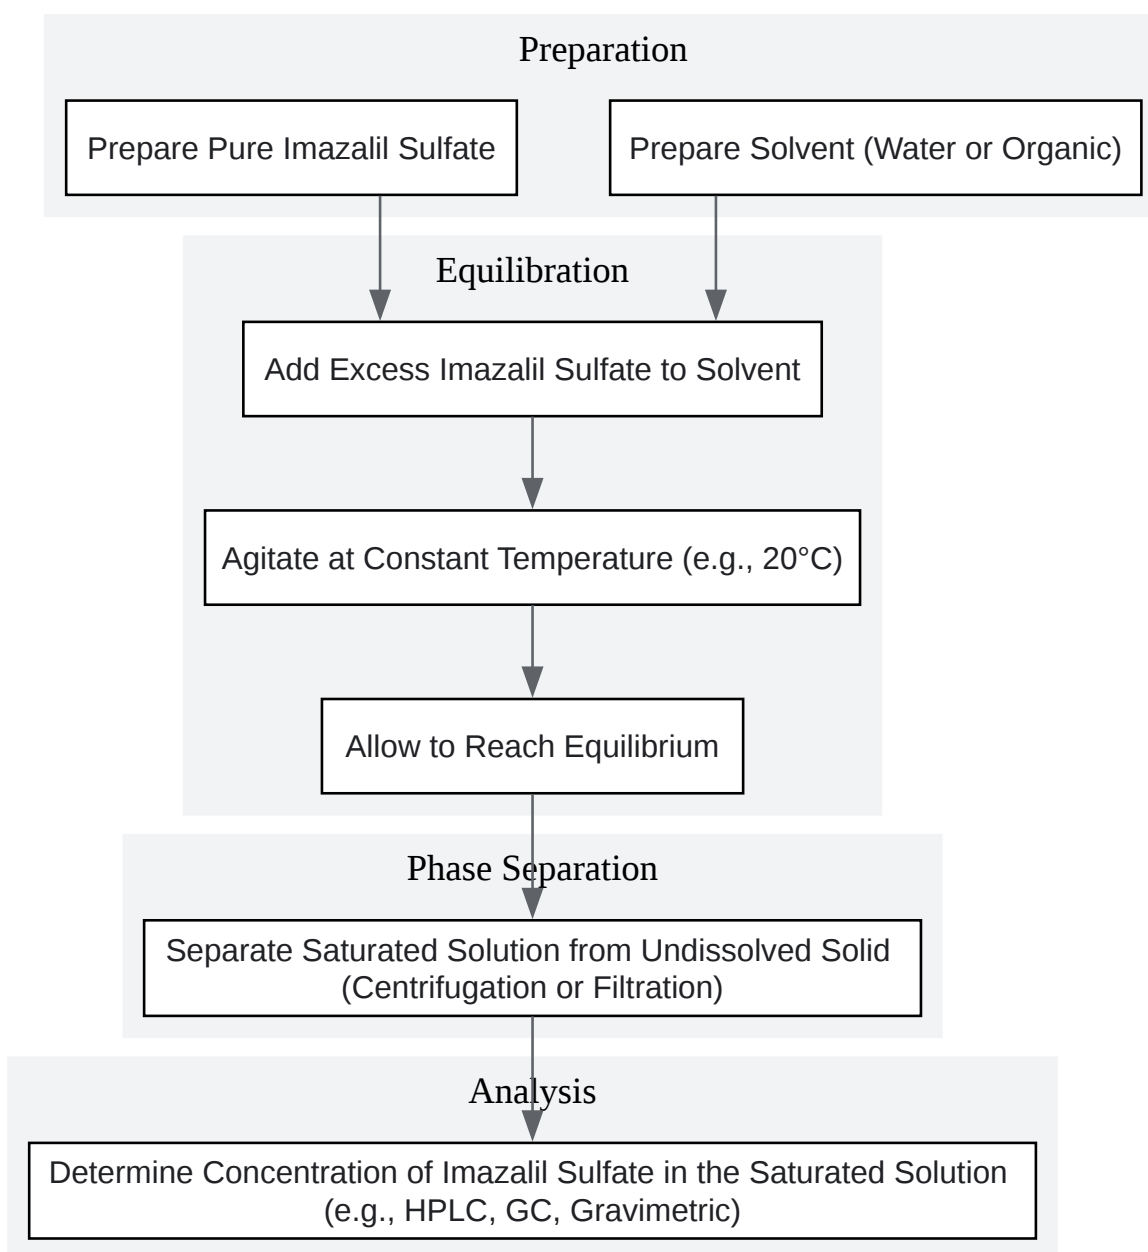 Preparation
Prepare Pure Imazalil Sulfate
Prepare Solvent (Water or Organic)
Equilibration
Add Excess Imazalil Sulfate to Solvent
Agitate at Constant Temperature (e.g., 20°C)
Allow to Reach Equilibrium
Phase Separation
Separate Saturated Solution from Undissolved Solid
(Centrifugation or Filtration)
Analysis
Determine Concentration of Imazalil Sulfate in the Saturated Solution
(e.g., HPLC, GC, Gravimetric)